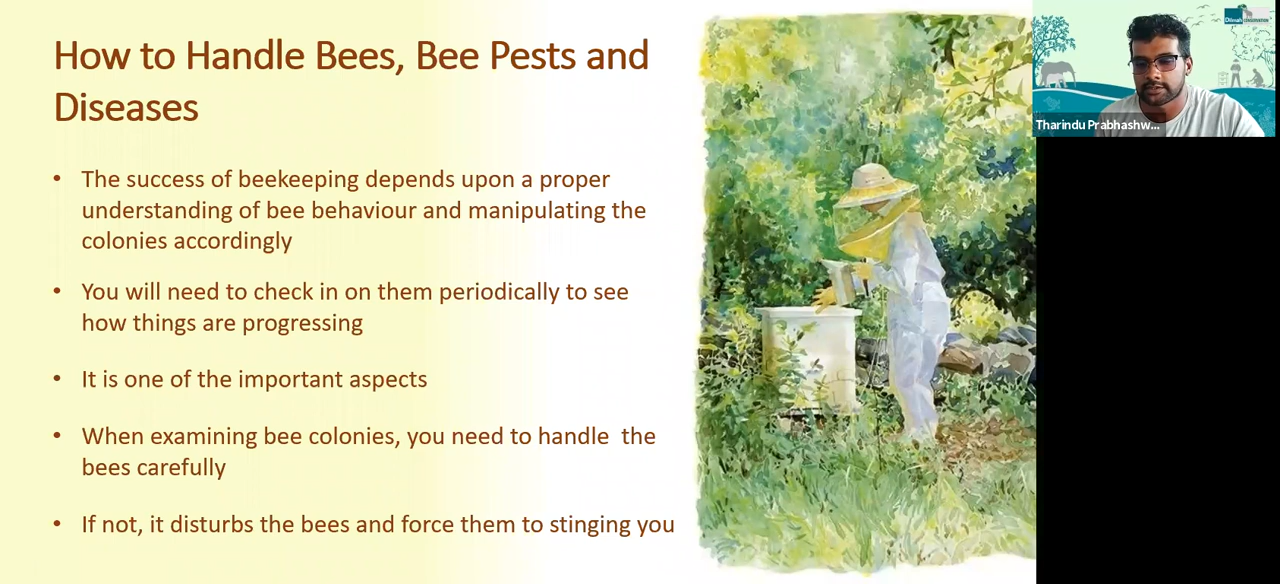 How to Handle Bees, Bee Pests and
Diseases
• The success of beekeeping depends upon a proper
understanding of bee behaviour and manipulating the
colonies accordingly
• You will need to check in on them periodically to see
how things are progressing
• It is one of the important aspects
• When examining bee colonies, you need to handle  the
bees carefully
• If not, it disturbs the bees and force them to stinging you
Tharindu Prabhashw...
Dilmah